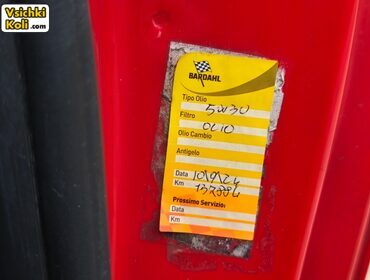 Vsichki
Koli.com
BARDAHL
Tipo Olio
5W30
Filtro
OLIO
Olio Cambio
Antigelo
Data
Km
Prossimo Servizio:
Data
Km